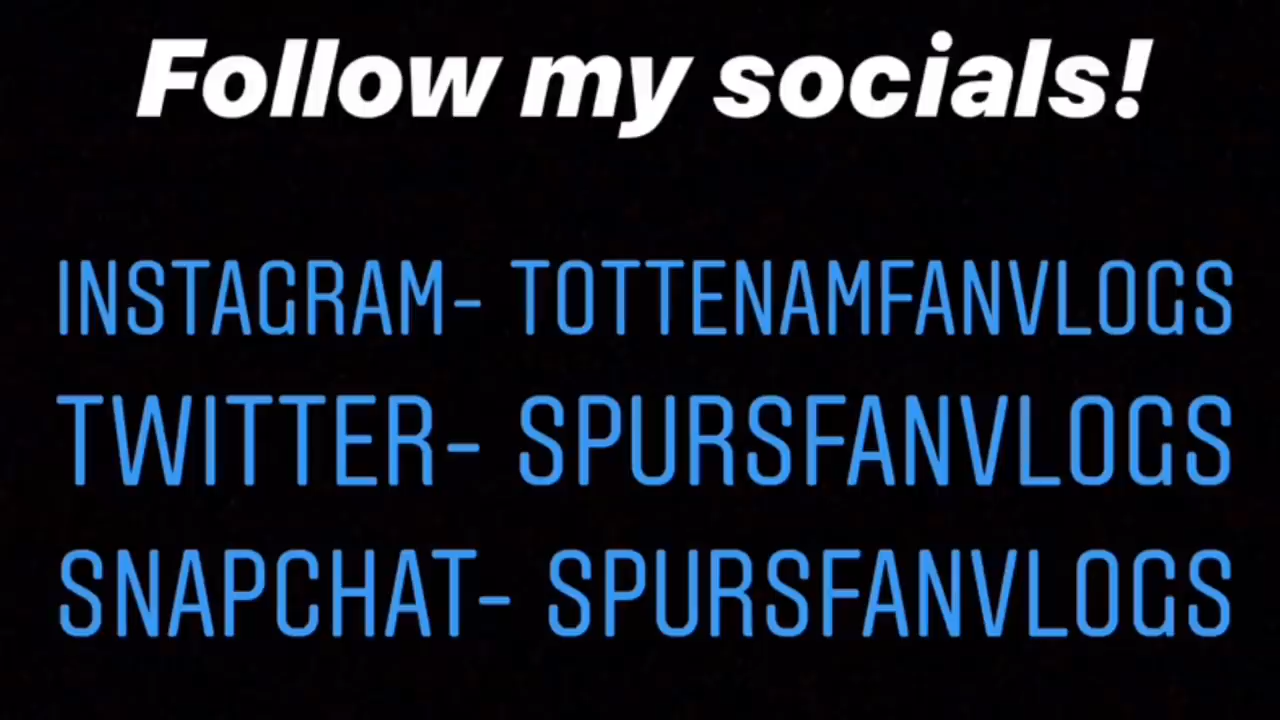 Follow my socials!
INSTAGRAM- TOTTENAMFANVLOGS
TWITTER- SPURSFANVLOGS
SNAPCHAT- SPURSFANVLOGS